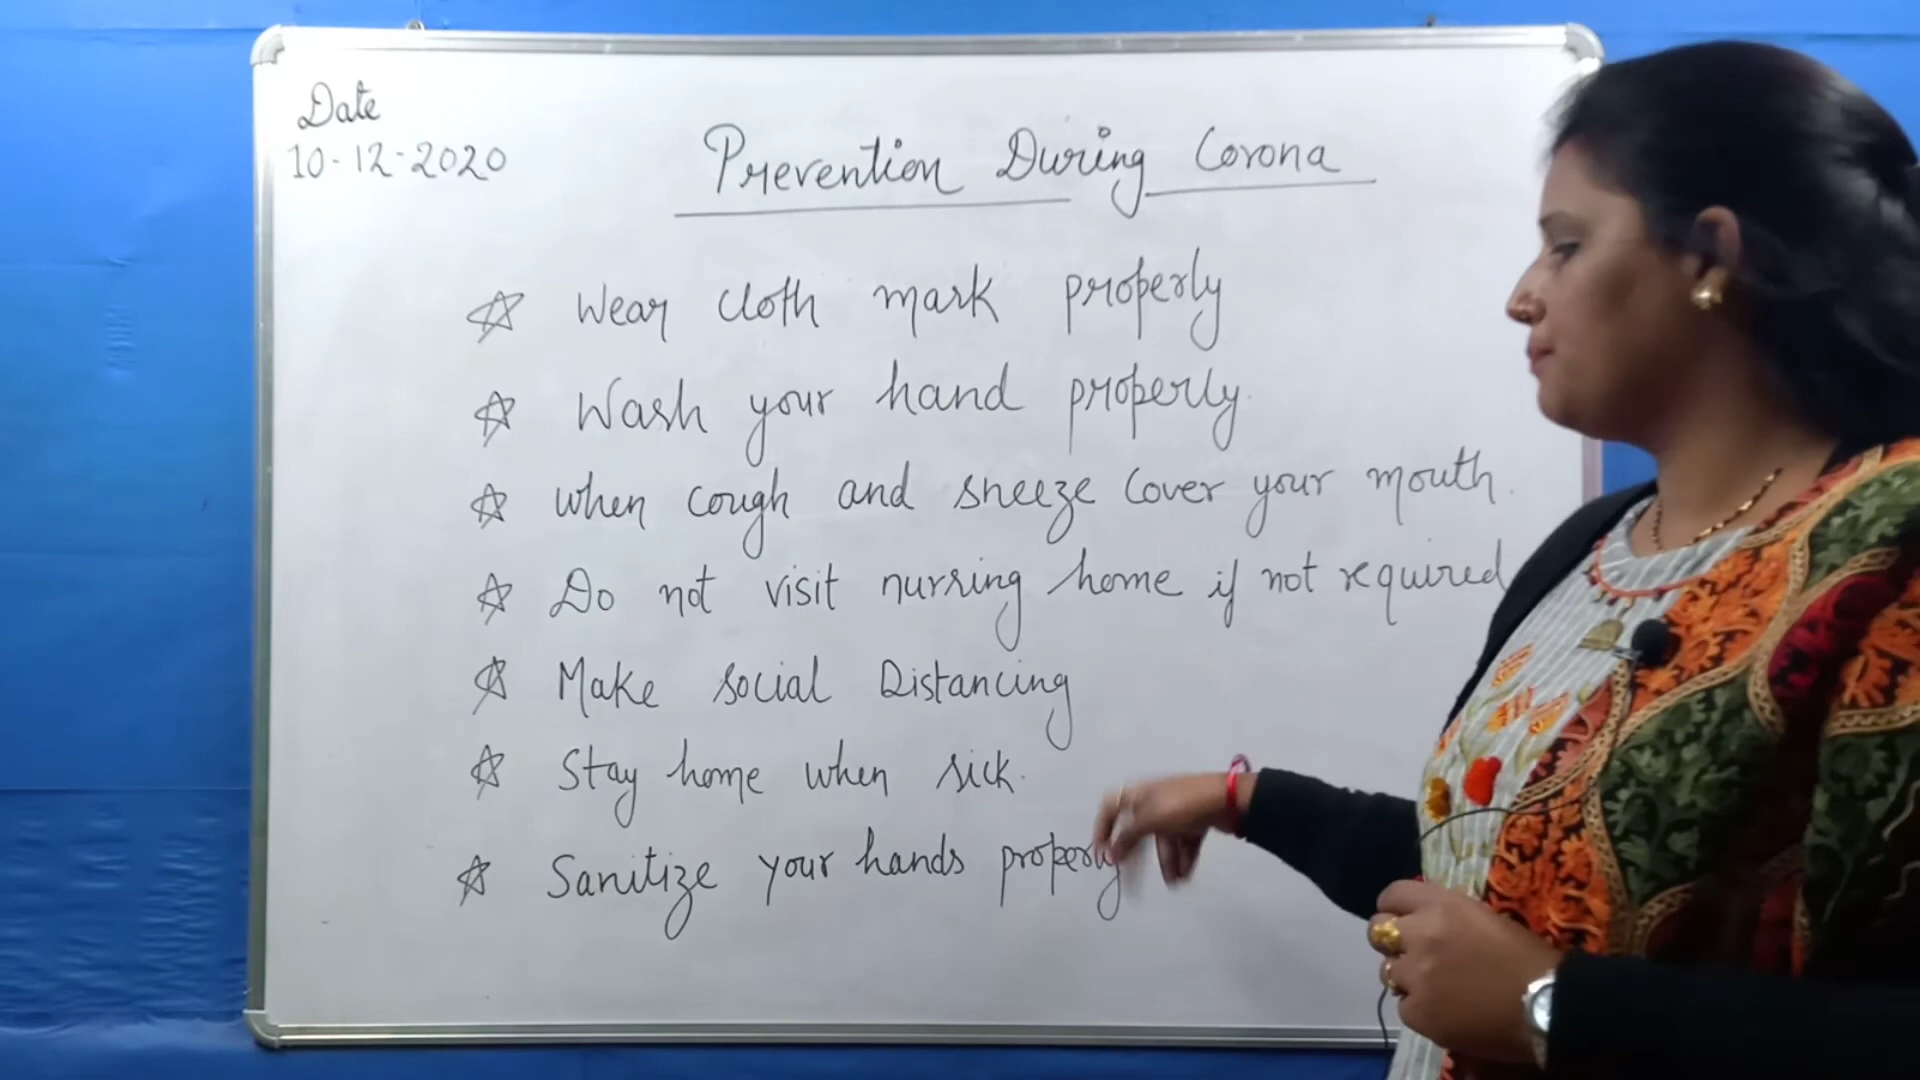 Date
10-12-2020
Prevention During Corona
Wear cloth mark properly
Wash your hand properly.
When cough and sneeze cover your mouth.
Do not visit nursing home if not required
Make social Distancing
Stay home when sick.
Sanitize your hands properly